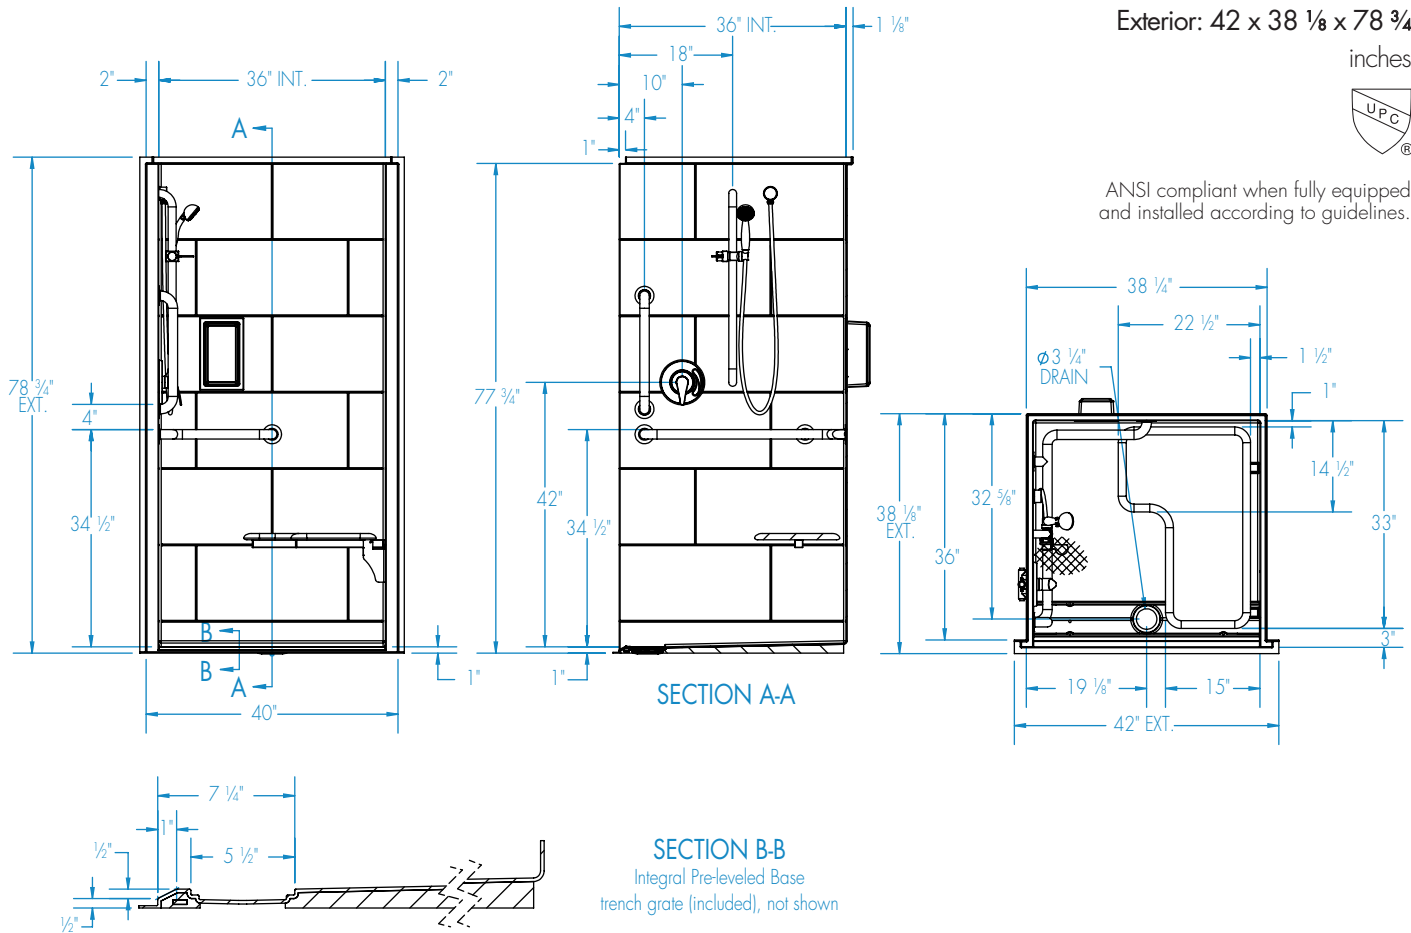 Exterior: 42 x 38 ⅛ x 78 ¾
inches
UPC
®
ANSI compliant when fully equipped
and installed according to guidelines.
2"
36" INT.
2"
A
78 ¾"
EXT.
4"
34 ½"
B
B
A
1"
40"
36" INT.
1 ⅛"
18"
10"
4"
1"
77 ¾"
42"
34 ½"
1"
SECTION A-A
38 ¼"
22 ½"
1 ½"
1"
ø3 ¼"
DRAIN
14 ½"
32 ⅝"
38 ⅛"
EXT.
36"
33"
3"
19 ⅛"
15"
42" EXT.
7 ¼"
1"
½"
5 ½"
½"
SECTION B-B
Integral Pre-leveled Base
trench grate (included), not shown